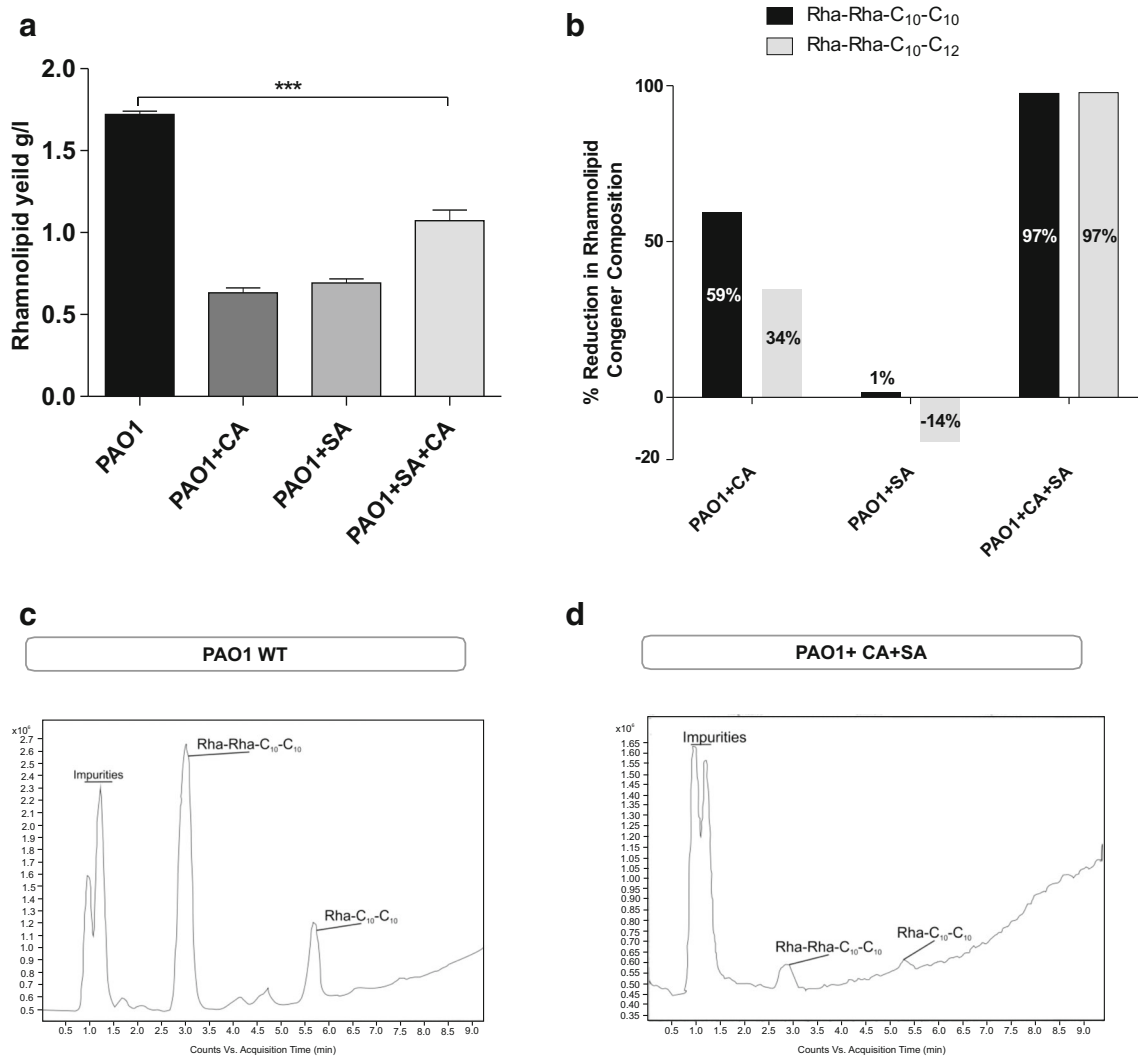 a
Rhamnolipid yeild g/l
2.0
1.5
1.0
0.5
0.0
***
PAO1
PAO1+CA
PAO1+SA
PAO1+SA+CA
b
Rha-Rha-C10-C10
Rha-Rha-C10-C12
% Reduction in Rhamnolipid
Congener Composition
100
50
0
-20
59%
34%
1%
-14%
97%
97%
PAO1+CA
PAO1+SA
PAO1+CA+SA
c
PAO1 WT
x10⁶
2.7
2.6
2.5
2.4
2.3
2.2
2.1
2.0
1.9
1.8
1.7
1.6
1.5
1.4
1.3
1.2
1.1
1.0
0.9
0.8
0.7
0.6
0.5
Impurities
Rha-Rha-C₁₀-C₁₀
Rha-C₁₀-C₁₀
0.5 1.0 1.5 2.0 2.5 3.0 3.5 4.0 4.5 5.0 5.5 6.0 6.5 7.0 7.5 8.0 8.5 9.0
Counts Vs. Acquisition Time (min)
d
PAO1+ CA+SA
x10⁶
1.65
1.60
1.55
1.50
1.45
1.40
1.35
1.30
1.25
1.20
1.15
1.10
1.05
1.00
0.95
0.90
0.85
0.80
0.75
0.70
0.65
0.60
0.55
0.50
0.45
0.40
0.35
Impurities
Rha-Rha-C₁₀-C₁₀
Rha-C₁₀-C₁₀
0.5 1.0 1.5 2.0 2.5 3.0 3.5 4.0 4.5 5.0 5.5 6.0 6.5 7.0 7.5 8.0 8.5 9.0
Counts Vs. Acquisition Time (min)